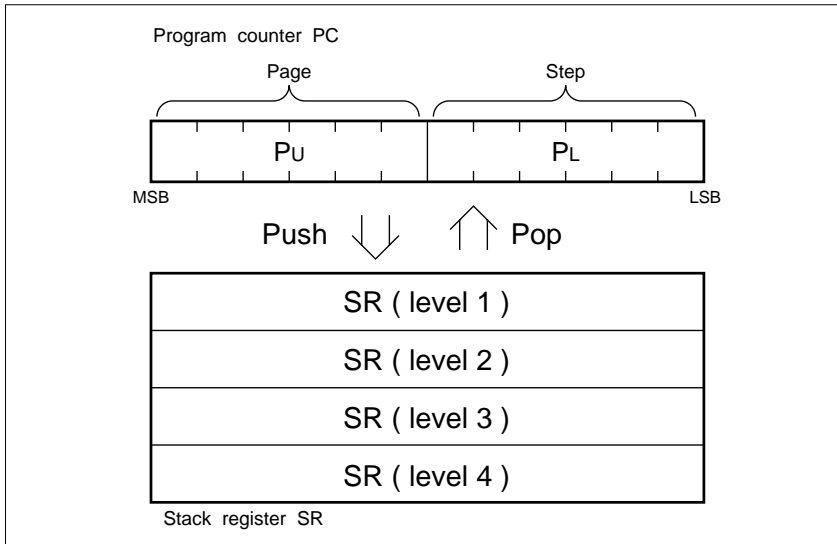 Program counter PC
Page Step
PU PL
MSB LSB
Push Pop
SR ( level 1 )
SR ( level 2 )
SR ( level 3 )
SR ( level 4 )
Stack register SR